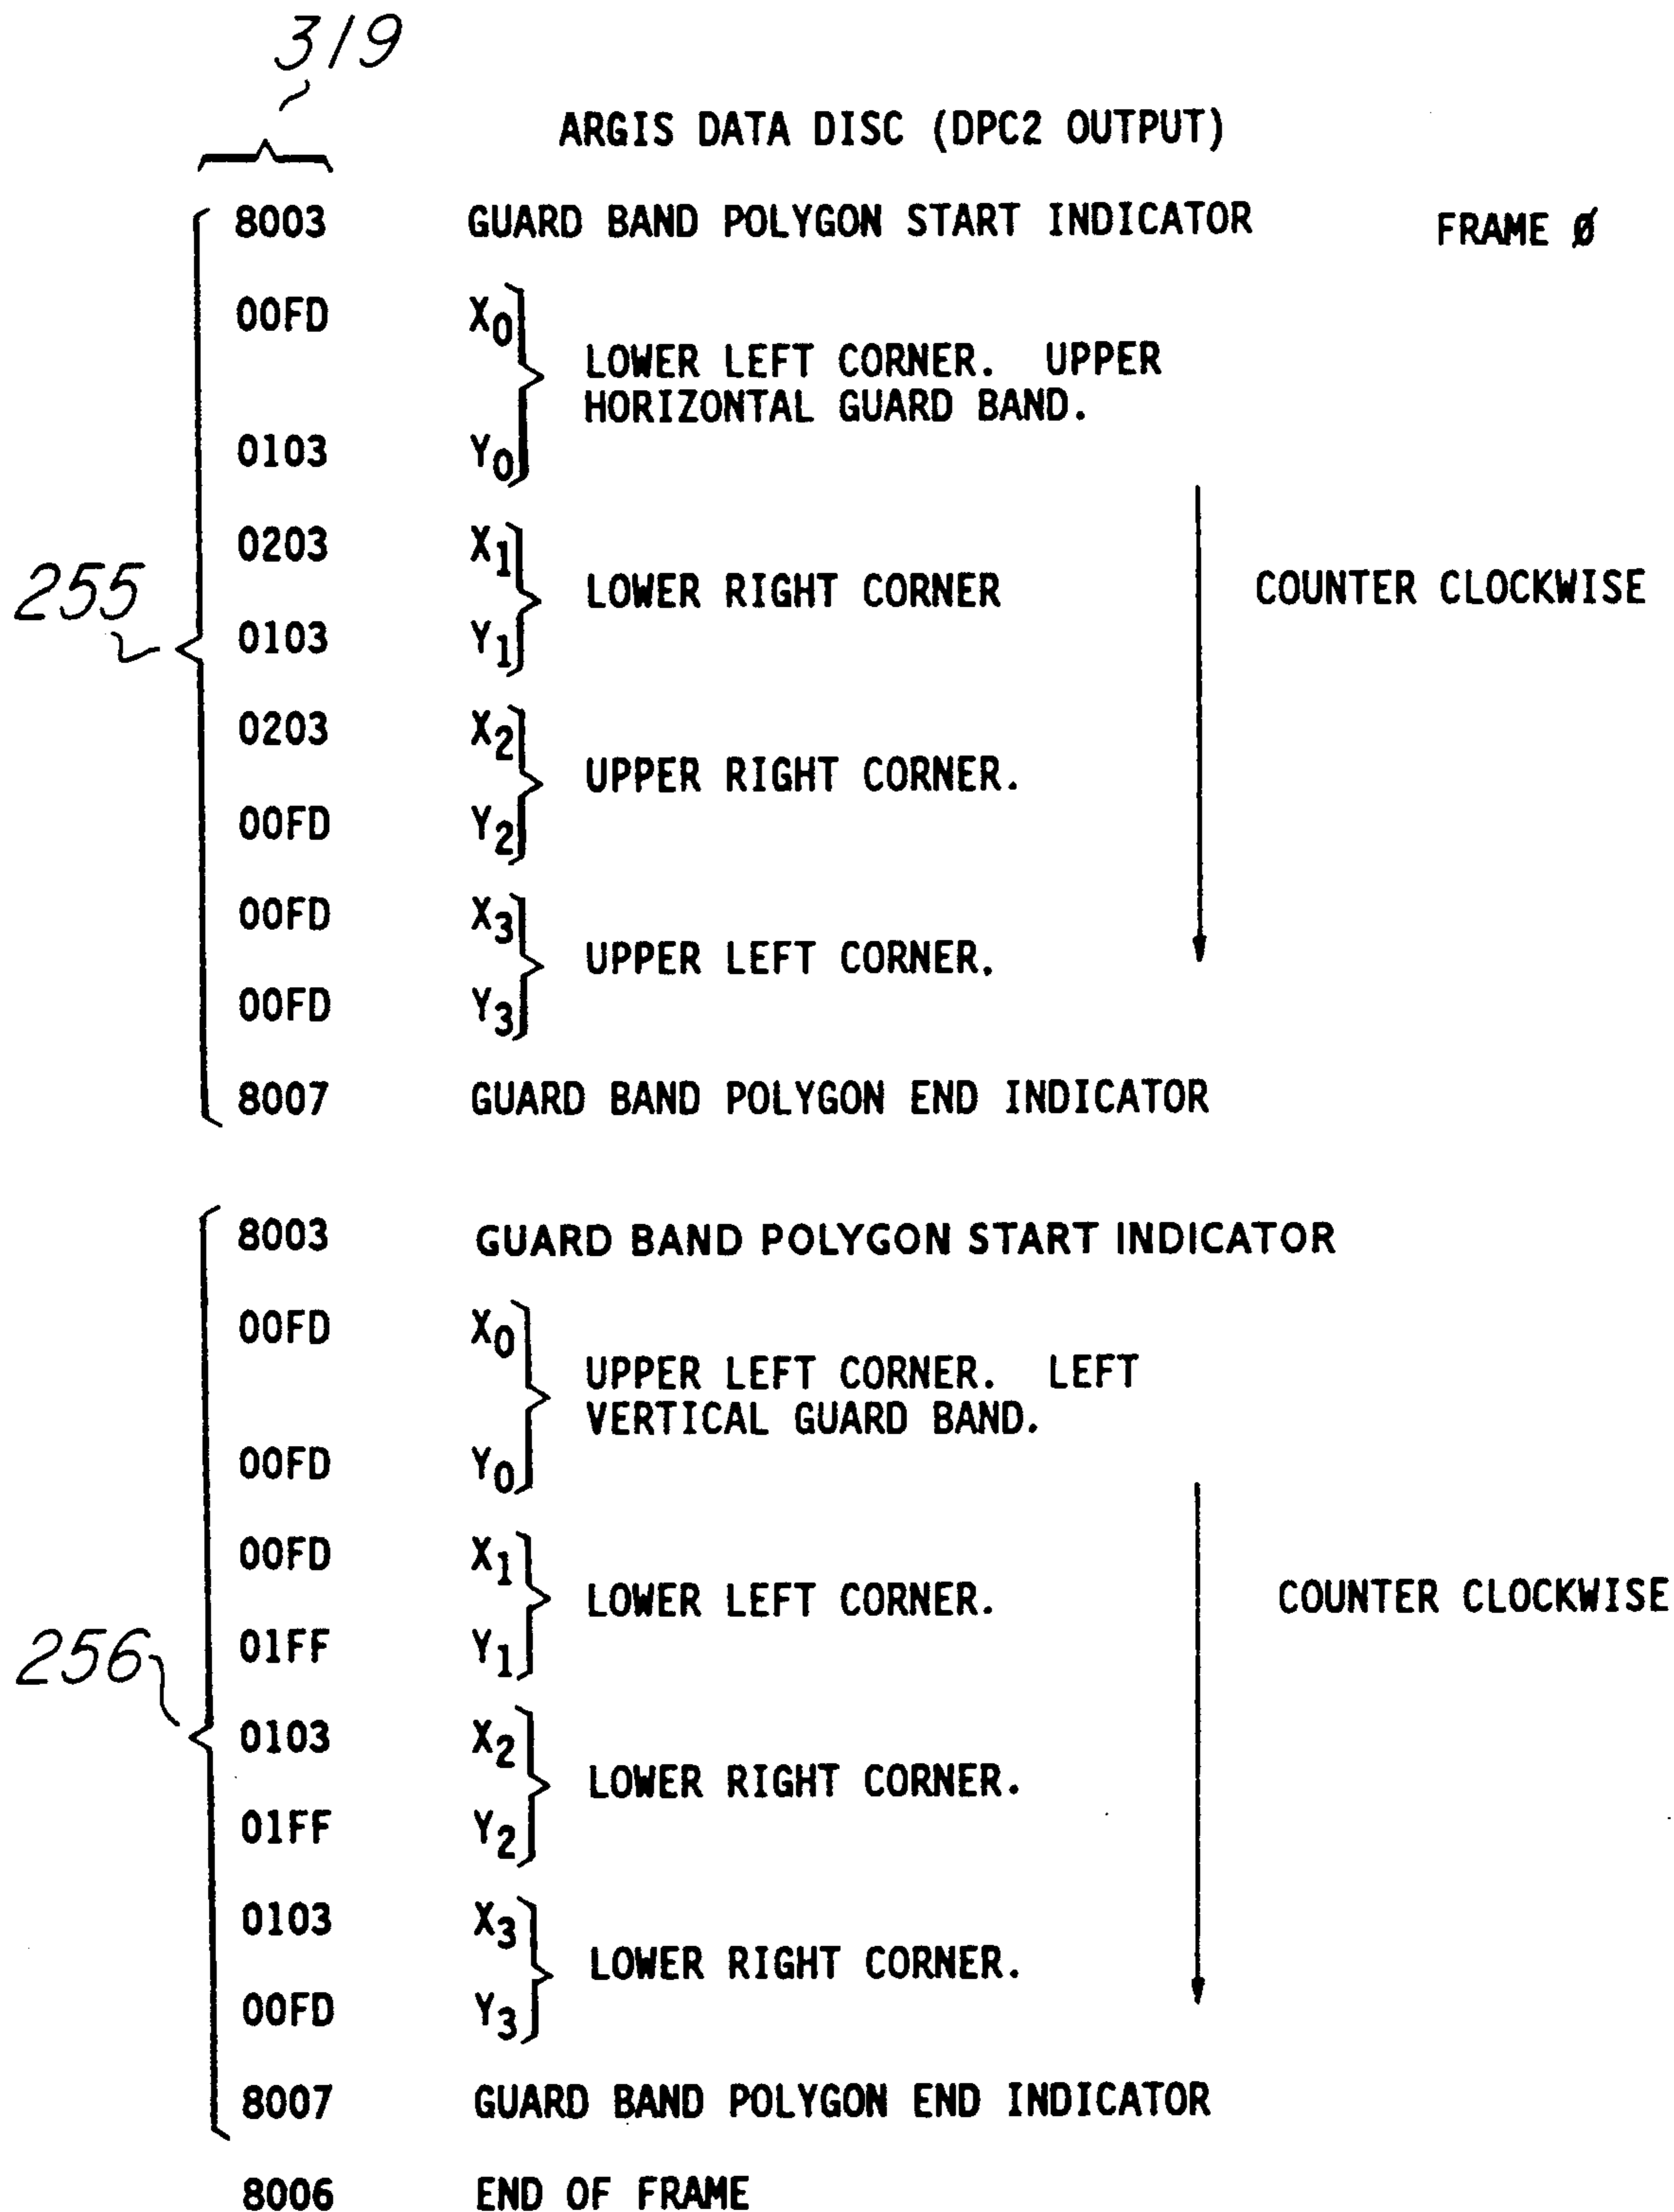 319
ARGIS DATA DISC (DPC2 OUTPUT)
8003 GUARD BAND POLYGON START INDICATOR FRAME Ø
00FD X0
LOWER LEFT CORNER. UPPER
HORIZONTAL GUARD BAND.
0103 Y0
0203 X1
255 LOWER RIGHT CORNER COUNTER CLOCKWISE
0103 Y1
0203 X2
UPPER RIGHT CORNER.
00FD Y2
00FD X3
UPPER LEFT CORNER.
00FD Y3
8007 GUARD BAND POLYGON END INDICATOR
8003 GUARD BAND POLYGON START INDICATOR
00FD X0
UPPER LEFT CORNER. LEFT
VERTICAL GUARD BAND.
00FD Y0
00FD X1
LOWER LEFT CORNER. COUNTER CLOCKWISE
01FF Y1
256
0103 X2
LOWER RIGHT CORNER.
01FF Y2
0103 X3
LOWER RIGHT CORNER.
00FD Y3
8007 GUARD BAND POLYGON END INDICATOR
8006 END OF FRAME